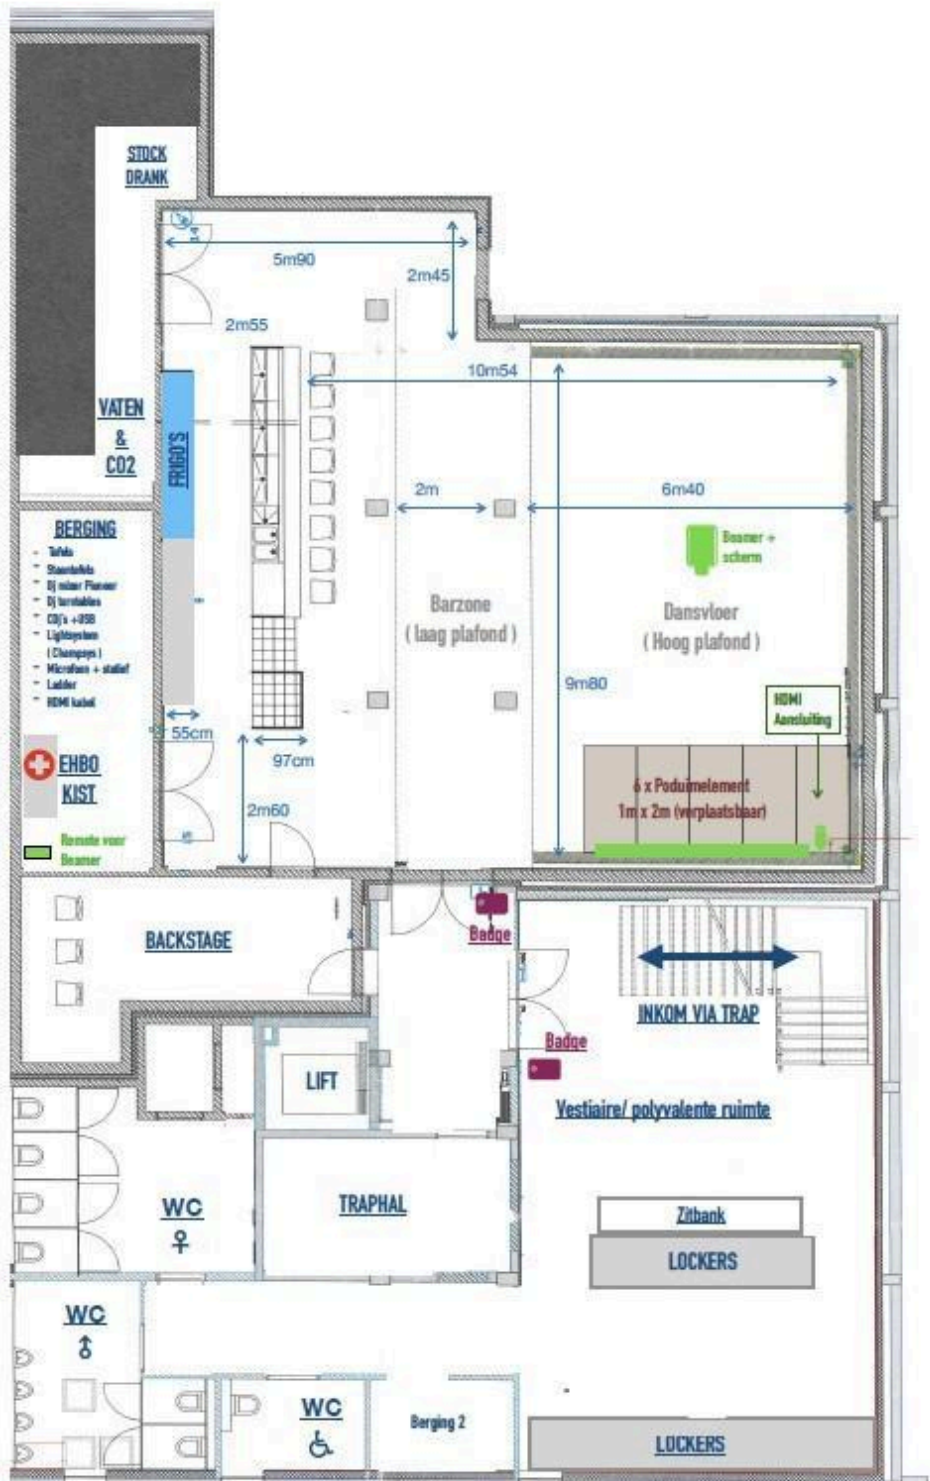 STOCK
DRANK
14
5m90
2m45
2m55
10m54
VATEN
&
CO2
FRIGO'S
2m
6m40
BERGING
- Tafels
- Staantafels
- Dj mixer Pioneer
- Dj turntables
- CDj's +USB
- Lightsystem
( Champsys )
- Microfoon + statief
- Ladder
- HDMI kabel
Beamer +
scherm
Barzone
( laag plafond )
Dansvloer
( Hoog plafond )
9m80
HDMI
Aansluiting
55cm
97cm
EHBO
KIST
6 x Poduimelement
1m x 2m (verplaatsbaar)
2m60
Remote voor
Beamer
BACKSTAGE
Badge
INKOM VIA TRAP
Badge
LIFT
Vestiaire/ polyvalente ruimte
TRAPHAL
WC
Zitbank
LOCKERS
WC
WC
Berging 2
LOCKERS